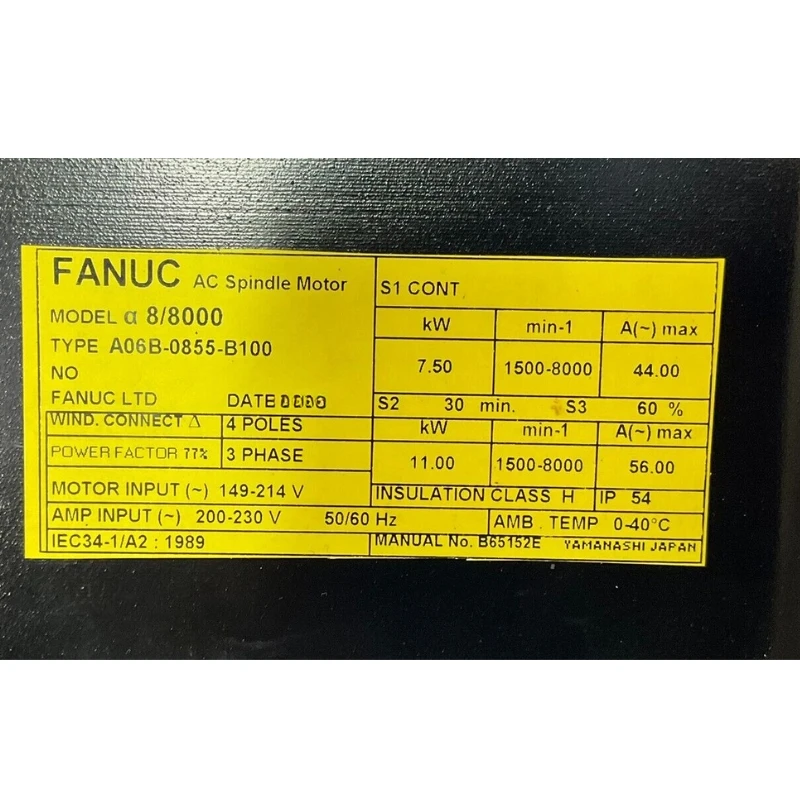 FANUC AC Spindle Motor
MODEL α 8/8000
TYPE A06B-0855-B100
NO
FANUC LTD DATE
WIND. CONNECT Δ 4 POLES
POWER FACTOR 77% 3 PHASE
MOTOR INPUT (~) 149-214 V
AMP INPUT (~) 200-230 V 50/60 Hz
IEC34-1/A2 : 1989
S1 CONT
kW min-1 A(~) max
7.50 1500-8000 44.00
S2 30 min. S3 60 %
kW min-1 A(~) max
11.00 1500-8000 56.00
INSULATION CLASS H IP 54
AMB . TEMP 0-40°C
MANUAL No. B65152E YAMANASHI JAPAN